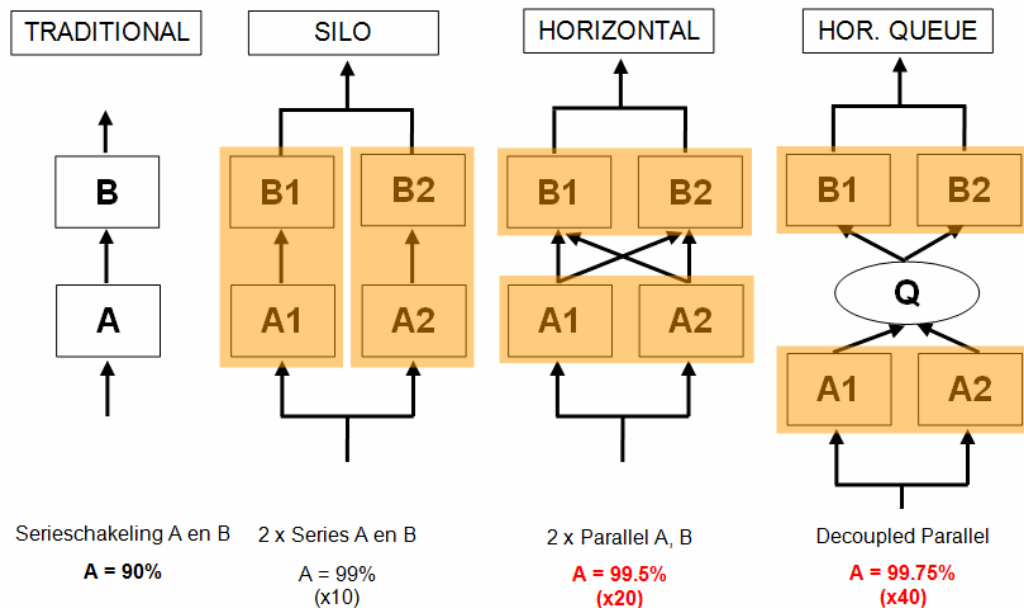 TRADITIONAL
B
A
Serieschakeling A en B
A = 90%
SILO
B1 B2
A1 A2
2 x Series A en B
A = 99%
(x10)
HORIZONTAL
B1 B2
A1 A2
2 x Parallel A, B
A = 99.5%
(x20)
HOR. QUEUE
B1 B2
Q
A1 A2
Decoupled Parallel
A = 99.75%
(x40)